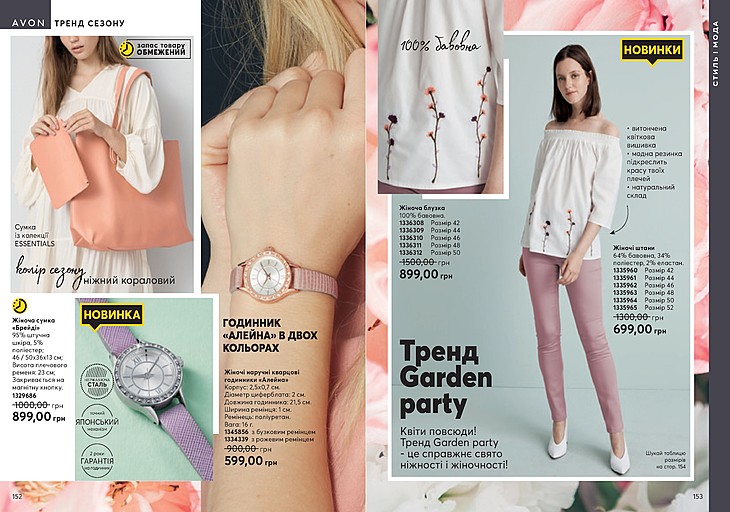 AVON ТРЕНД СЕЗОНУ
запас товару
ОБМЕЖЕНИЙ
Сумка
із колекції
ESSENTIALS
колір сезону
ніжний кораловий
Жіноча сумка
«Брейді»
95% штучна
шкіра, 5%
поліестер;
46 / 50х36х13 см;
Висота плечового
ременя: 23 см;
Закривається на
магнітну кнопку.
1329686
1000,00 грн
899,00 грн
НОВИНКА
НЕРЖАВІЮЧА
СТАЛЬ
точний
ЯПОНСЬКИЙ
механізм
2 роки
ГАРАНТІЯ
на годинник
152
ГОДИННИК
«АЛЕЙНА» В ДВОХ
КОЛЬОРАХ
Жіночі наручні кварцові
годинники «Алейна»
Корпус: 2,5х0,7 см.
Діаметр циферблата: 2 см.
Довжина годинника: 21,5 см.
Ширина ремінця: 1 см.
Ремінець: поліуретан.
Вага: 16 г.
1345856 з бузковим ремінцем
1334339 з рожевим ремінцем
900,00 грн
599,00 грн
100% бавовна
Жіноча блузка
100% бавовна.
1336308 Розмір 42
1336309 Розмір 44
1336310 Розмір 46
1336311 Розмір 48
1336312 Розмір 50
1500,00 грн
899,00 грн
Тренд
Garden
party
Квіти повсюди!
Тренд Garden party
- це справжнє свято
ніжності і жіночності!
НОВИНКИ
СТИЛЬ І МОДА
• витончена
квіткова
вишивка
• модна резинка
підкреслить
красу твоїх
плечей
• натуральний
склад
Жіночі штани
64% бавовна, 34%
поліестер, 2% еластан.
1335960 Розмір 42
1335961 Розмір 44
1335962 Розмір 46
1335963 Розмір 48
1335964 Розмір 50
1335965 Розмір 52
1300,00 грн
699,00 грн
Шукай таблицю
розмірів
на стор. 154
153